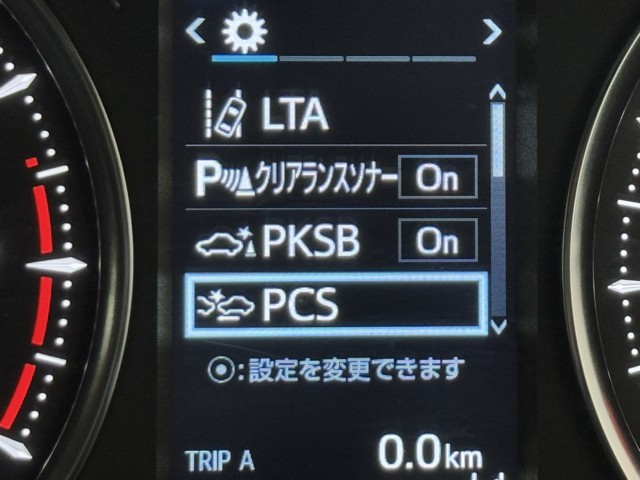 LTA
Pクリアランスソナー On
PKSB On
PCS
:設定を変更できます
TRIP A 0.0km